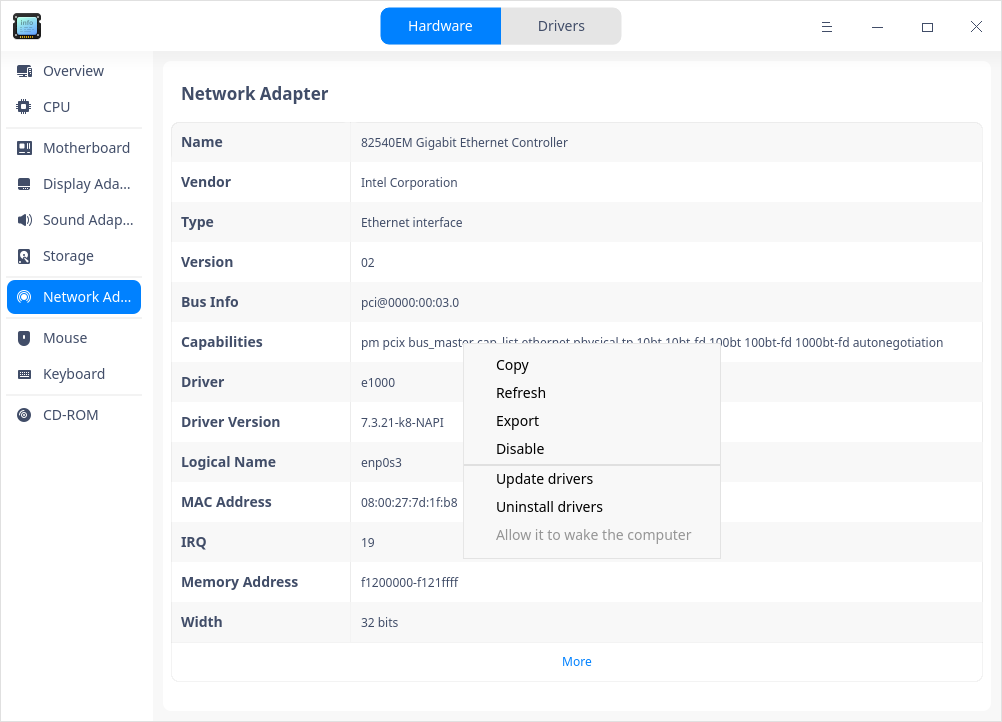 info
Hardware
Drivers
Overview
CPU
Motherboard
Display Ada...
Sound Adap...
Storage
Network Ad...
Mouse
Keyboard
CD-ROM
Network Adapter
Name 82540EM Gigabit Ethernet Controller
Vendor Intel Corporation
Type Ethernet interface
Version 02
Bus Info pci@0000:00:03.0
Capabilities pm pcix bus_master cap_list ethernet physical tp 10bt 10bt-fd 100bt 100bt-fd 1000bt-fd autonegotiation
Driver e1000
Driver Version 7.3.21-k8-NAPI
Logical Name enp0s3
MAC Address 08:00:27:7d:1f:b8
IRQ 19
Memory Address f1200000-f121ffff
Width 32 bits
More
Copy
Refresh
Export
Disable
Update drivers
Uninstall drivers
Allow it to wake the computer